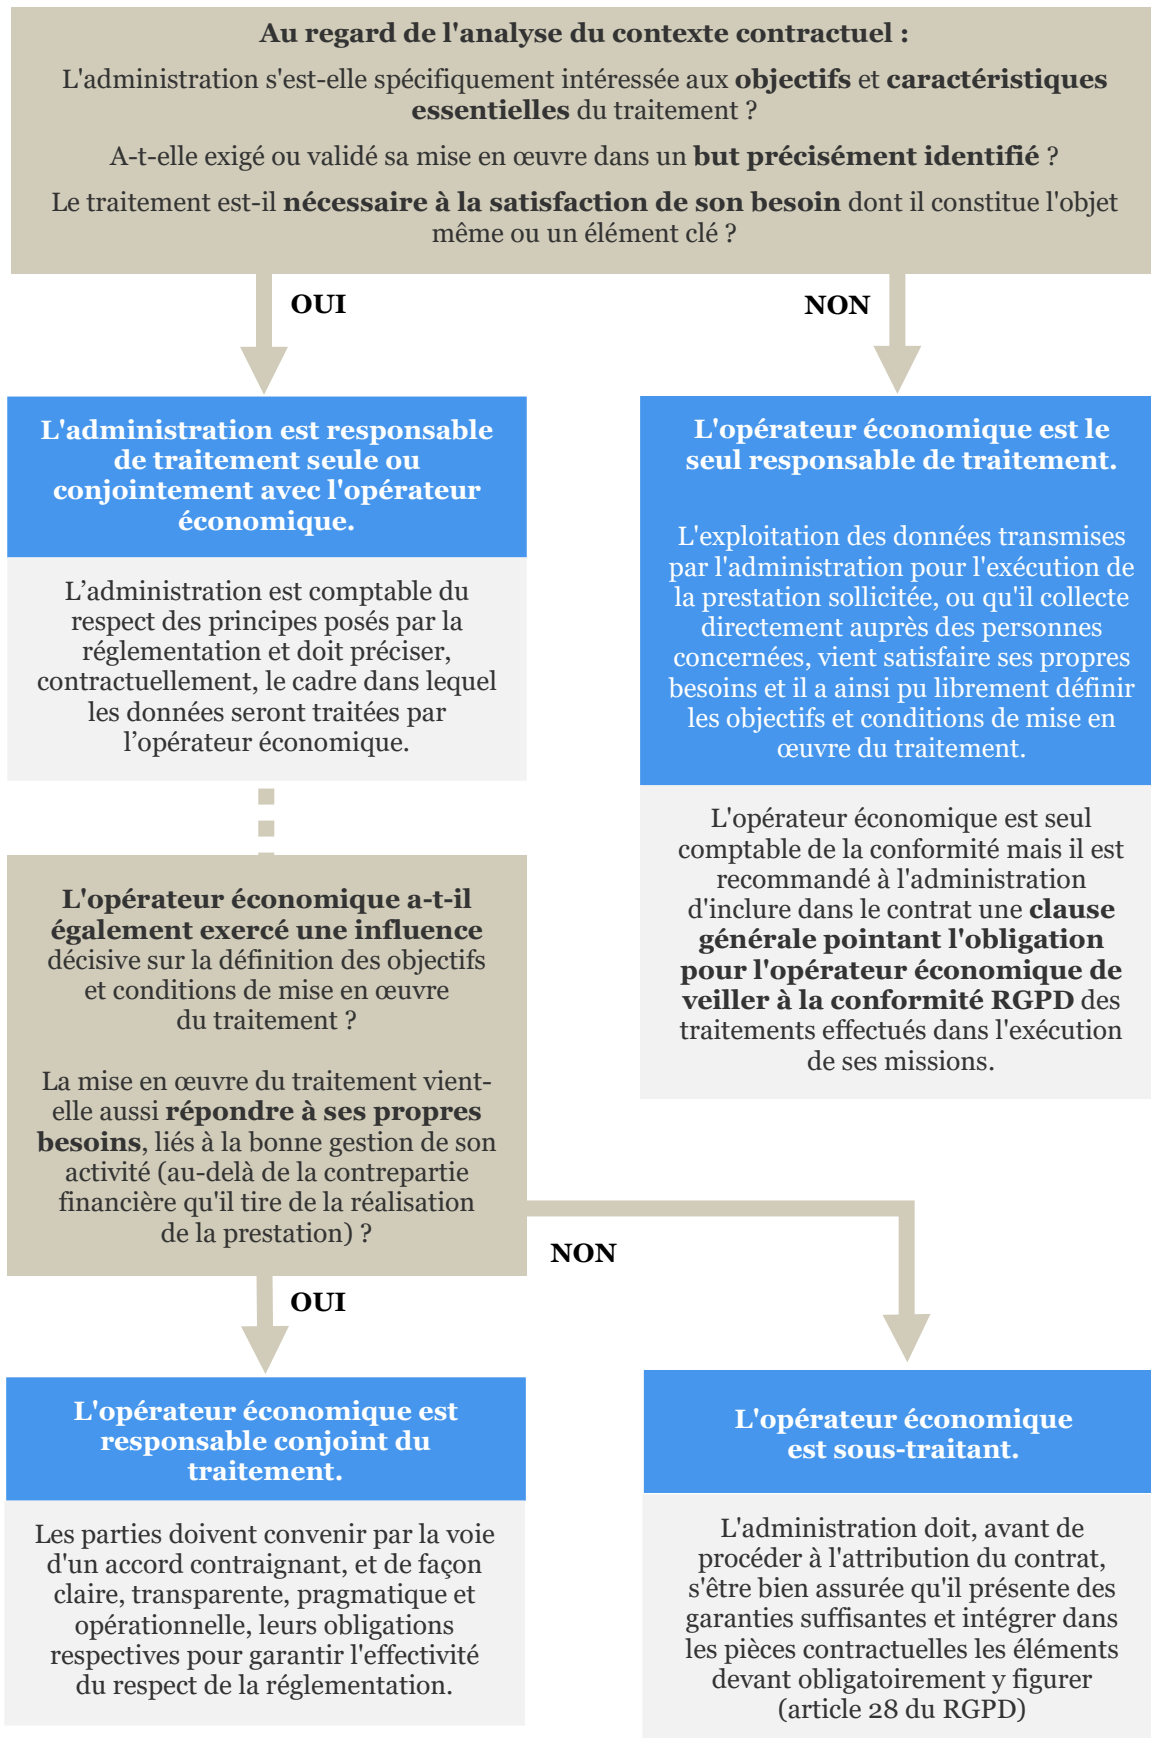 Au regard de l'analyse du contexte contractuel :
L'administration s'est-elle spécifiquement intéressée aux objectifs et caractéristiques
essentielles du traitement ?
A-t-elle exigé ou validé sa mise en œuvre dans un but précisément identifié ?
Le traitement est-il nécessaire à la satisfaction de son besoin dont il constitue l'objet
même ou un élément clé ?
OUI
NON
L'administration est responsable
de traitement seule ou
conjointement avec l'opérateur
économique.
L’administration est comptable du
respect des principes posés par la
réglementation et doit préciser,
contractuellement, le cadre dans lequel
les données seront traitées par
l’opérateur économique.
L'opérateur économique est le
seul responsable de traitement.
L'exploitation des données transmises
par l'administration pour l'exécution de
la prestation sollicitée, ou qu'il collecte
directement auprès des personnes
concernées, vient satisfaire ses propres
besoins et il a ainsi pu librement définir
les objectifs et conditions de mise en
œuvre du traitement.
L'opérateur économique est seul
comptable de la conformité mais il est
recommandé à l'administration
d'inclure dans le contrat une clause
générale pointant l'obligation
pour l'opérateur économique de
veiller à la conformité RGPD des
traitements effectués dans l'exécution
de ses missions.
L'opérateur économique a-t-il
également exercé une influence
décisive sur la définition des objectifs
et conditions de mise en œuvre
du traitement ?
La mise en œuvre du traitement vient-
elle aussi répondre à ses propres
besoins, liés à la bonne gestion de son
activité (au-delà de la contrepartie
financière qu'il tire de la réalisation
de la prestation) ?
NON
OUI
L'opérateur économique est
responsable conjoint du
traitement.
Les parties doivent convenir par la voie
d'un accord contraignant, et de façon
claire, transparente, pragmatique et
opérationnelle, leurs obligations
respectives pour garantir l'effectivité
du respect de la réglementation.
L'opérateur économique
est sous-traitant.
L'administration doit, avant de
procéder à l'attribution du contrat,
s'être bien assurée qu'il présente des
garanties suffisantes et intégrer dans
les pièces contractuelles les éléments
devant obligatoirement y figurer
(article 28 du RGPD)